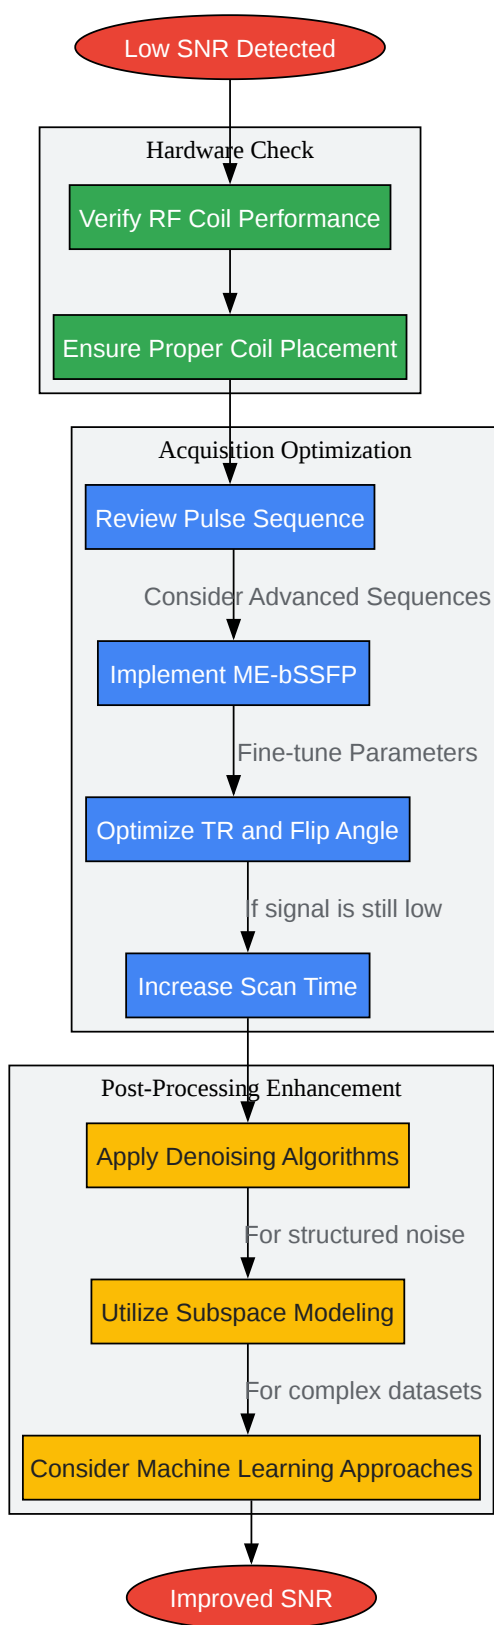 Low SNR Detected
Hardware Check
Verify RF Coil Performance
Ensure Proper Coil Placement
Acquisition Optimization
Review Pulse Sequence
Consider Advanced Sequences
Implement ME-bSSFP
Fine-tune Parameters
Optimize TR and Flip Angle
If signal is still low
Increase Scan Time
Post-Processing Enhancement
Apply Denoising Algorithms
For structured noise
Utilize Subspace Modeling
For complex datasets
Consider Machine Learning Approaches
Improved SNR